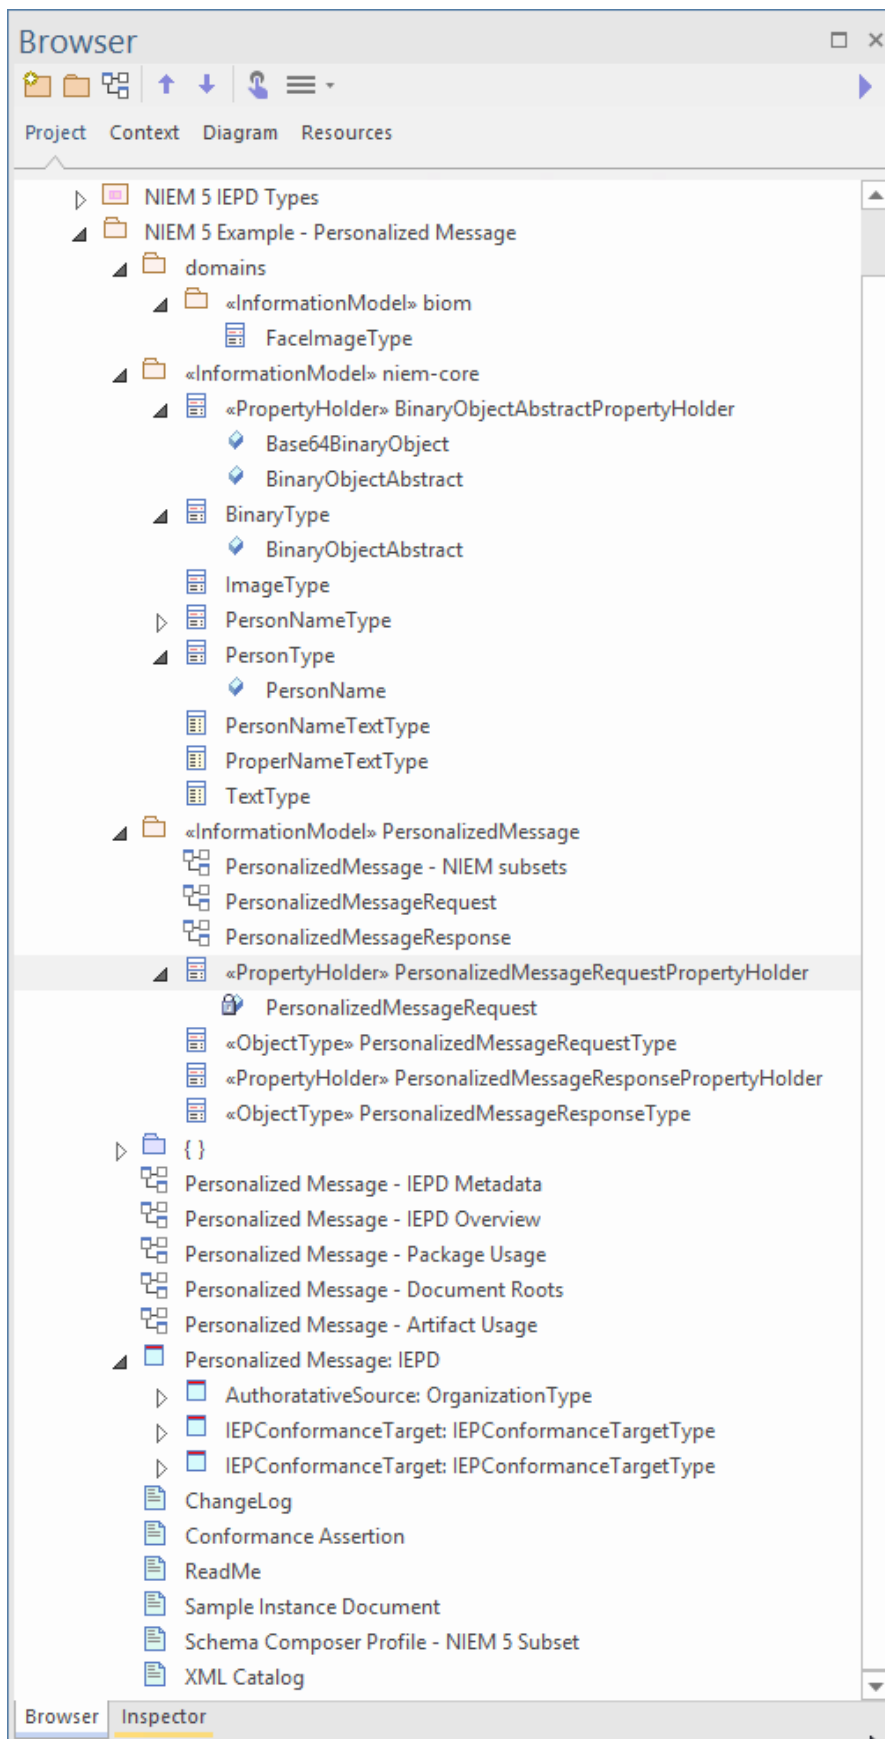 Browser
Project Context Diagram Resources
NIEM 5 IEPD Types
NIEM 5 Example - Personalized Message
domains
«InformationModel» biom
FaceImageType
«InformationModel» niem-core
«PropertyHolder» BinaryObjectAbstractPropertyHolder
Base64BinaryObject
BinaryObjectAbstract
BinaryType
BinaryObjectAbstract
ImageType
PersonNameType
PersonType
PersonName
PersonNameTextType
ProperNameTextType
TextType
«InformationModel» PersonalizedMessage
PersonalizedMessage - NIEM subsets
PersonalizedMessageRequest
PersonalizedMessageResponse
«PropertyHolder» PersonalizedMessageRequestPropertyHolder
PersonalizedMessageRequest
«ObjectType» PersonalizedMessageRequestType
«PropertyHolder» PersonalizedMessageResponsePropertyHolder
«ObjectType» PersonalizedMessageResponseType
{ }
Personalized Message - IEPD Metadata
Personalized Message - IEPD Overview
Personalized Message - Package Usage
Personalized Message - Document Roots
Personalized Message - Artifact Usage
Personalized Message: IEPD
AuthoratativeSource: OrganizationType
IEPConformanceTarget: IEPConformanceTargetType
IEPConformanceTarget: IEPConformanceTargetType
ChangeLog
Conformance Assertion
ReadMe
Sample Instance Document
Schema Composer Profile - NIEM 5 Subset
XML Catalog
Browser Inspector